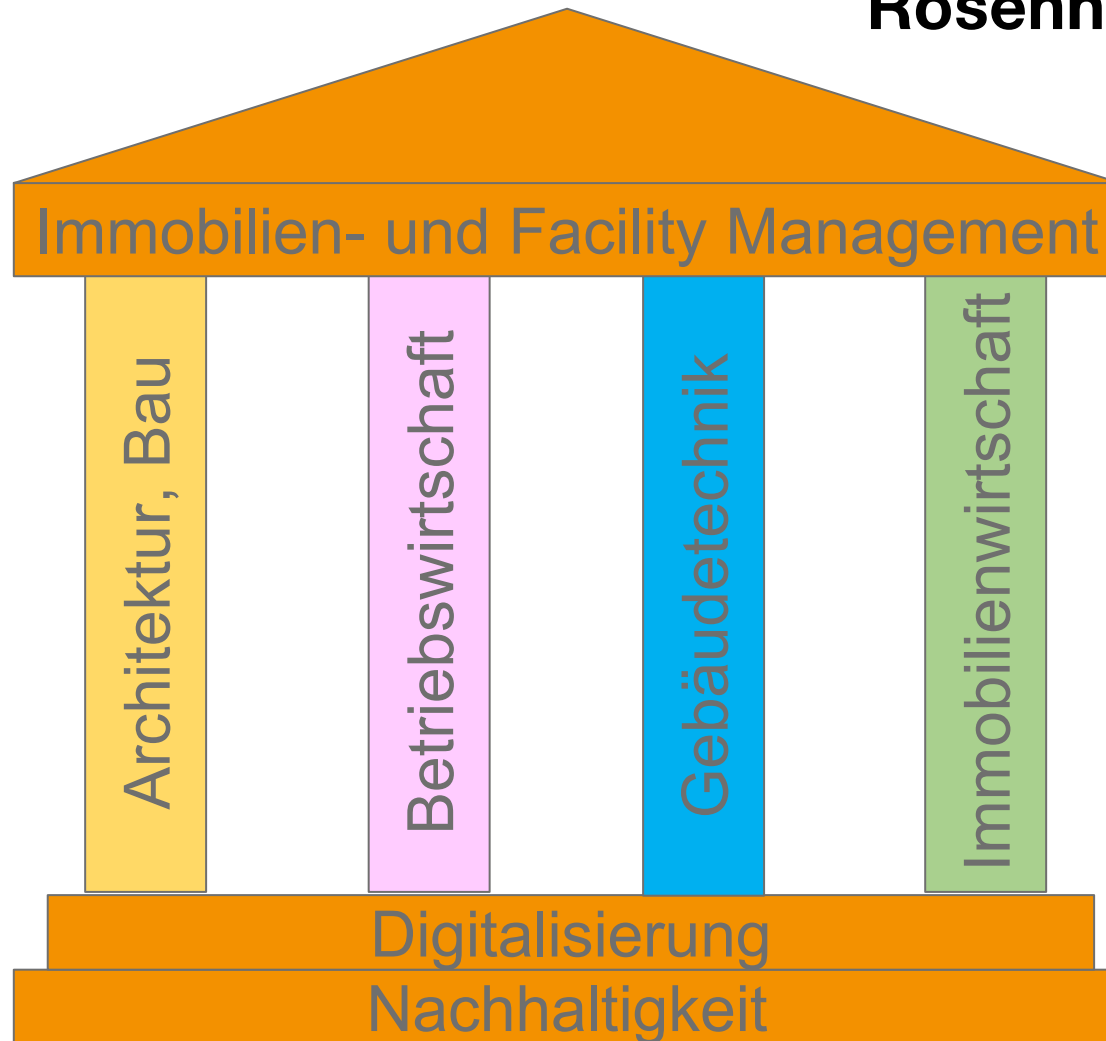 Immobilien- und Facility Management
Architektur, Bau
Betriebswirtschaft
Gebäudetechnik
Immobilienwirtschaft
Digitalisierung
Nachhaltigkeit